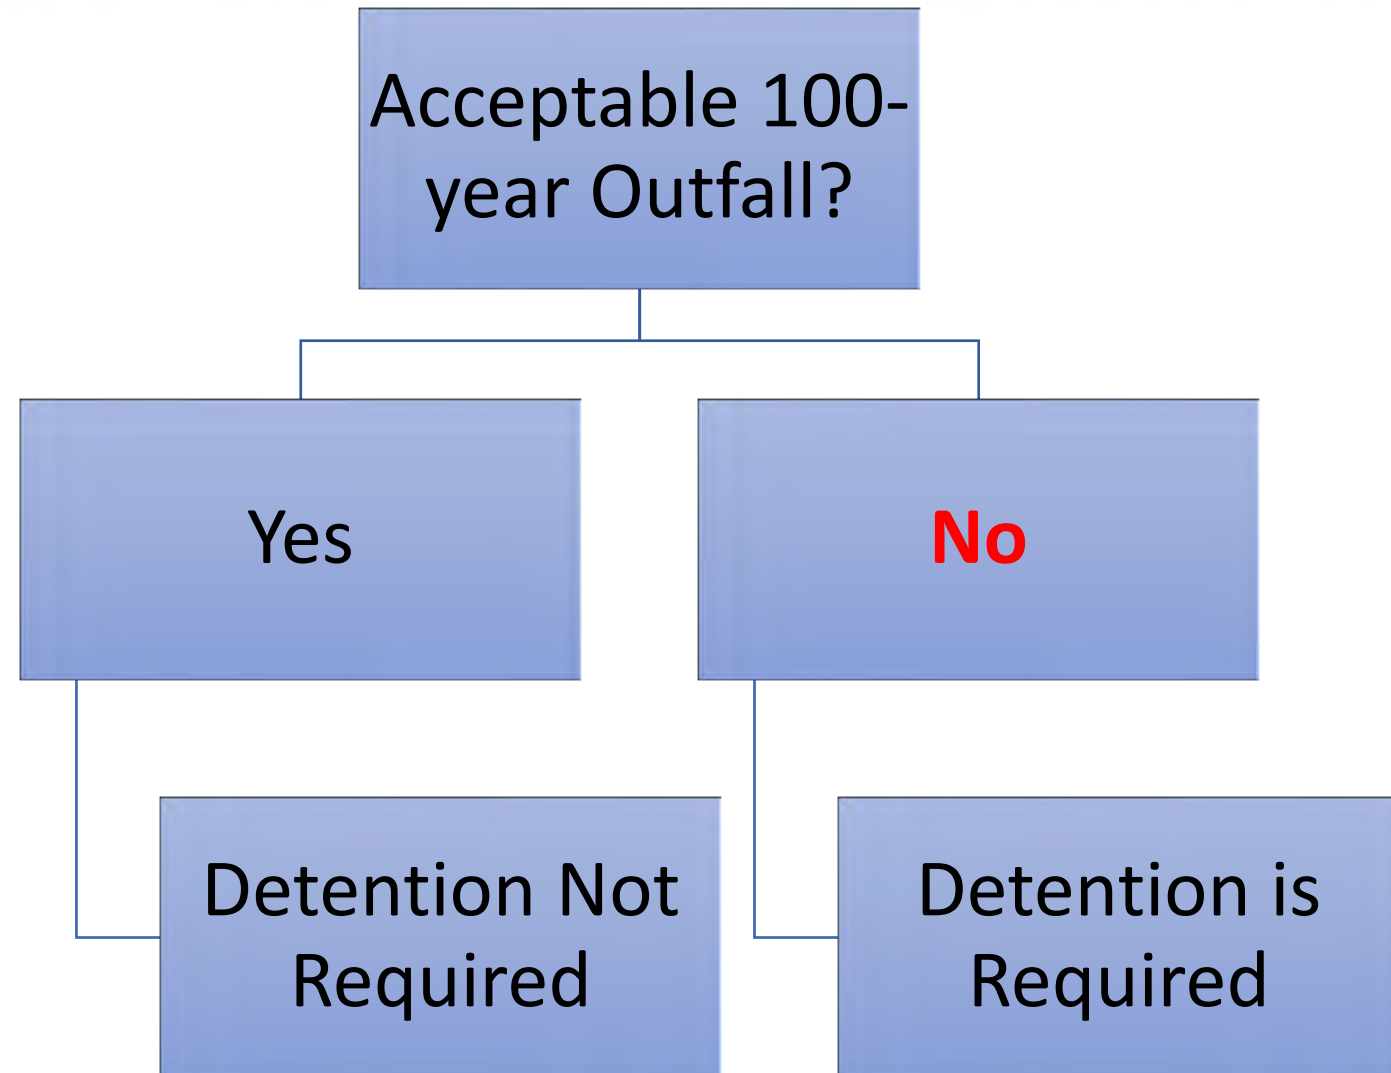 Acceptable 100-
year Outfall?
Yes
No
Detention Not
Required
Detention is
Required